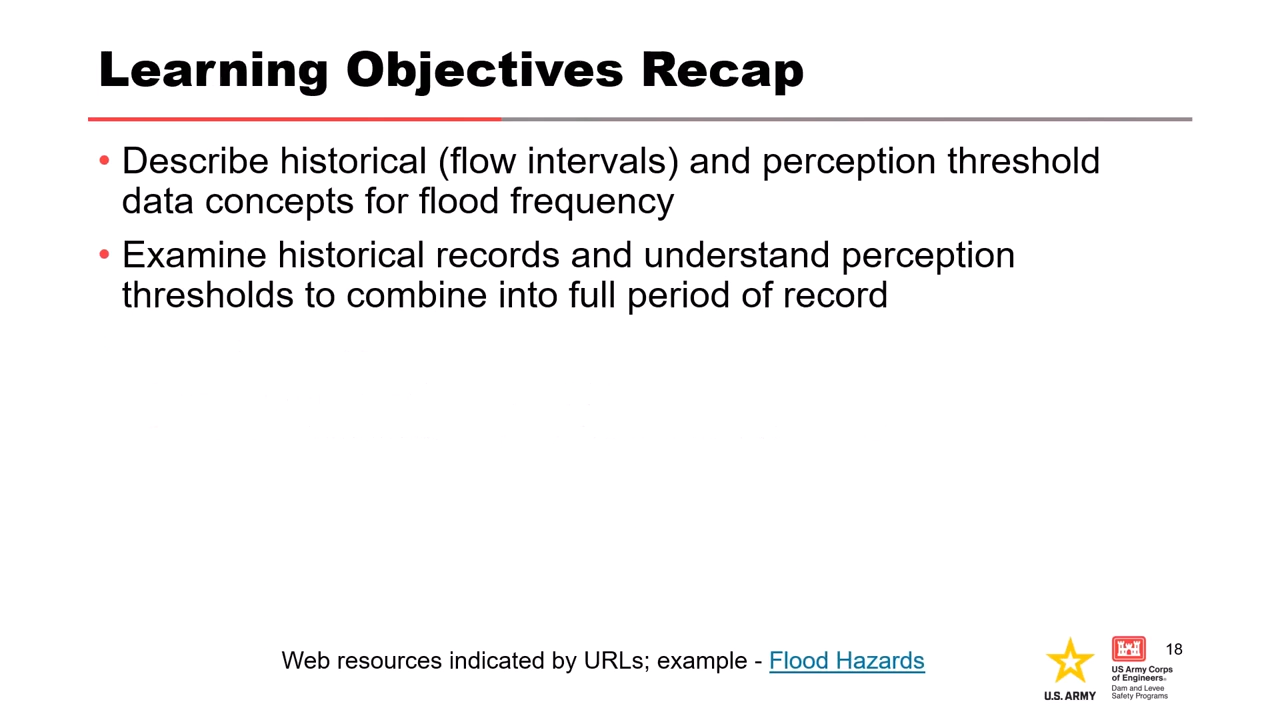 Learning Objectives Recap
• Describe historical (flow intervals) and perception threshold
data concepts for flood frequency
• Examine historical records and understand perception
thresholds to combine into full period of record
Web resources indicated by URLs; example - Flood Hazards
U.S. ARMY
US Army Corps
of Engineers®
Dam and Levee
Safety Programs
18